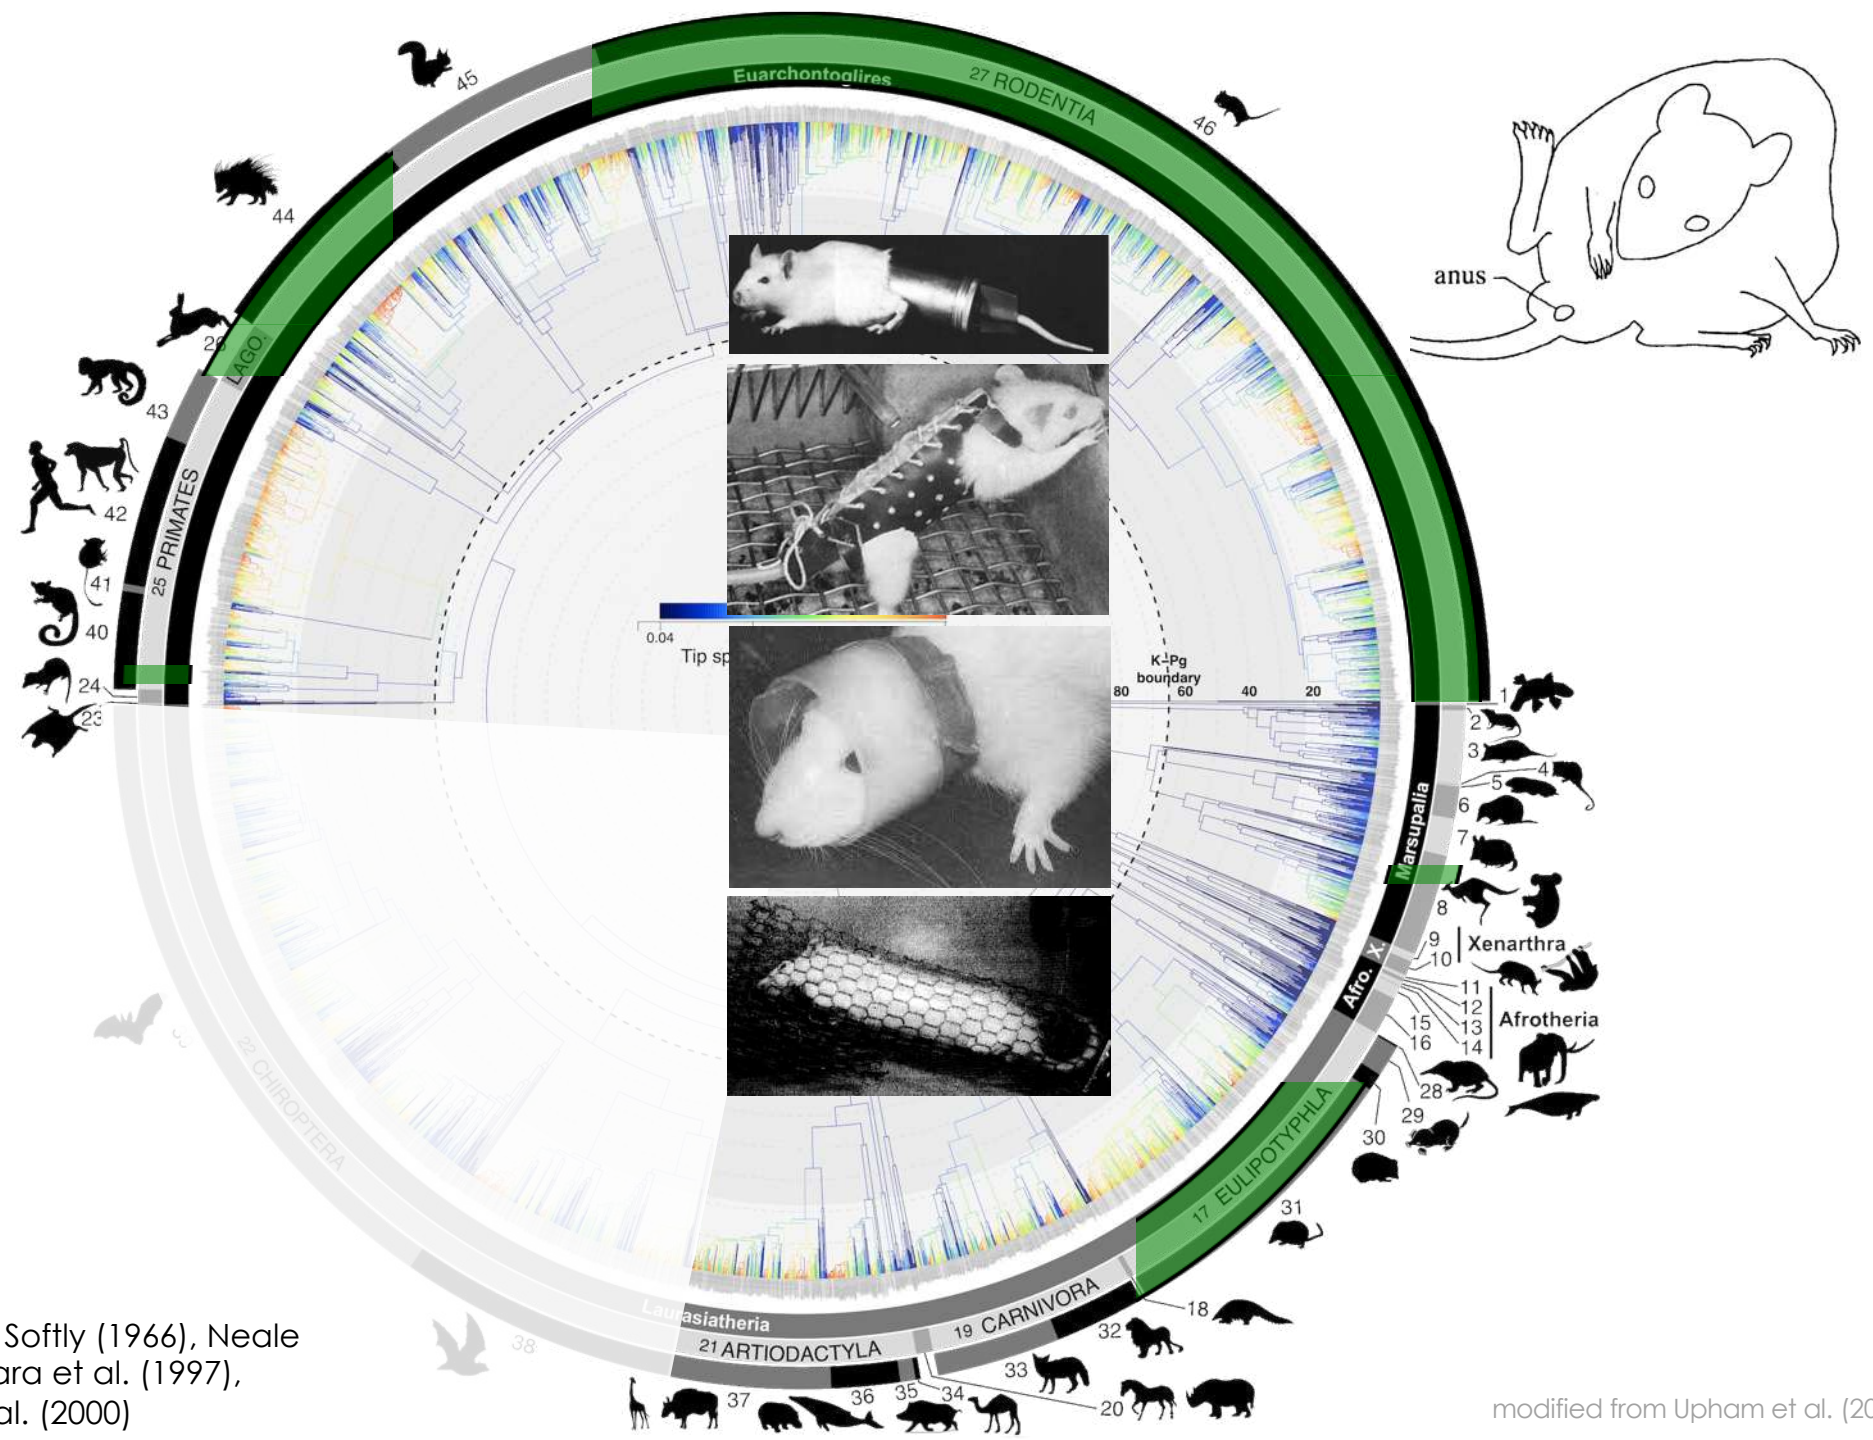 45
Euarchontoglires
27 RODENTIA
46
44
anus
LAGO.
43
42
25 PRIMATES
41
40
24
23
0.04
Tip sp
K-Pg
boundary
80 60 40 20
1
2
3
4
5
6
7
Marsupalia
8
9
10
Xenarthra
X.
Afro.
11
12
13
14
15
16
Afrotheria
28
29
30
17 EULIPOTYPHLA
31
22 CHIROPTERA
38
Laurasiatheria
21 ARTIODACTYLA
19 CARNIVORA
18
32
33
20
34
35
36
37
Softly (1966), Neale
ara et al. (1997),
al. (2000)
modified from Upham et al. (20